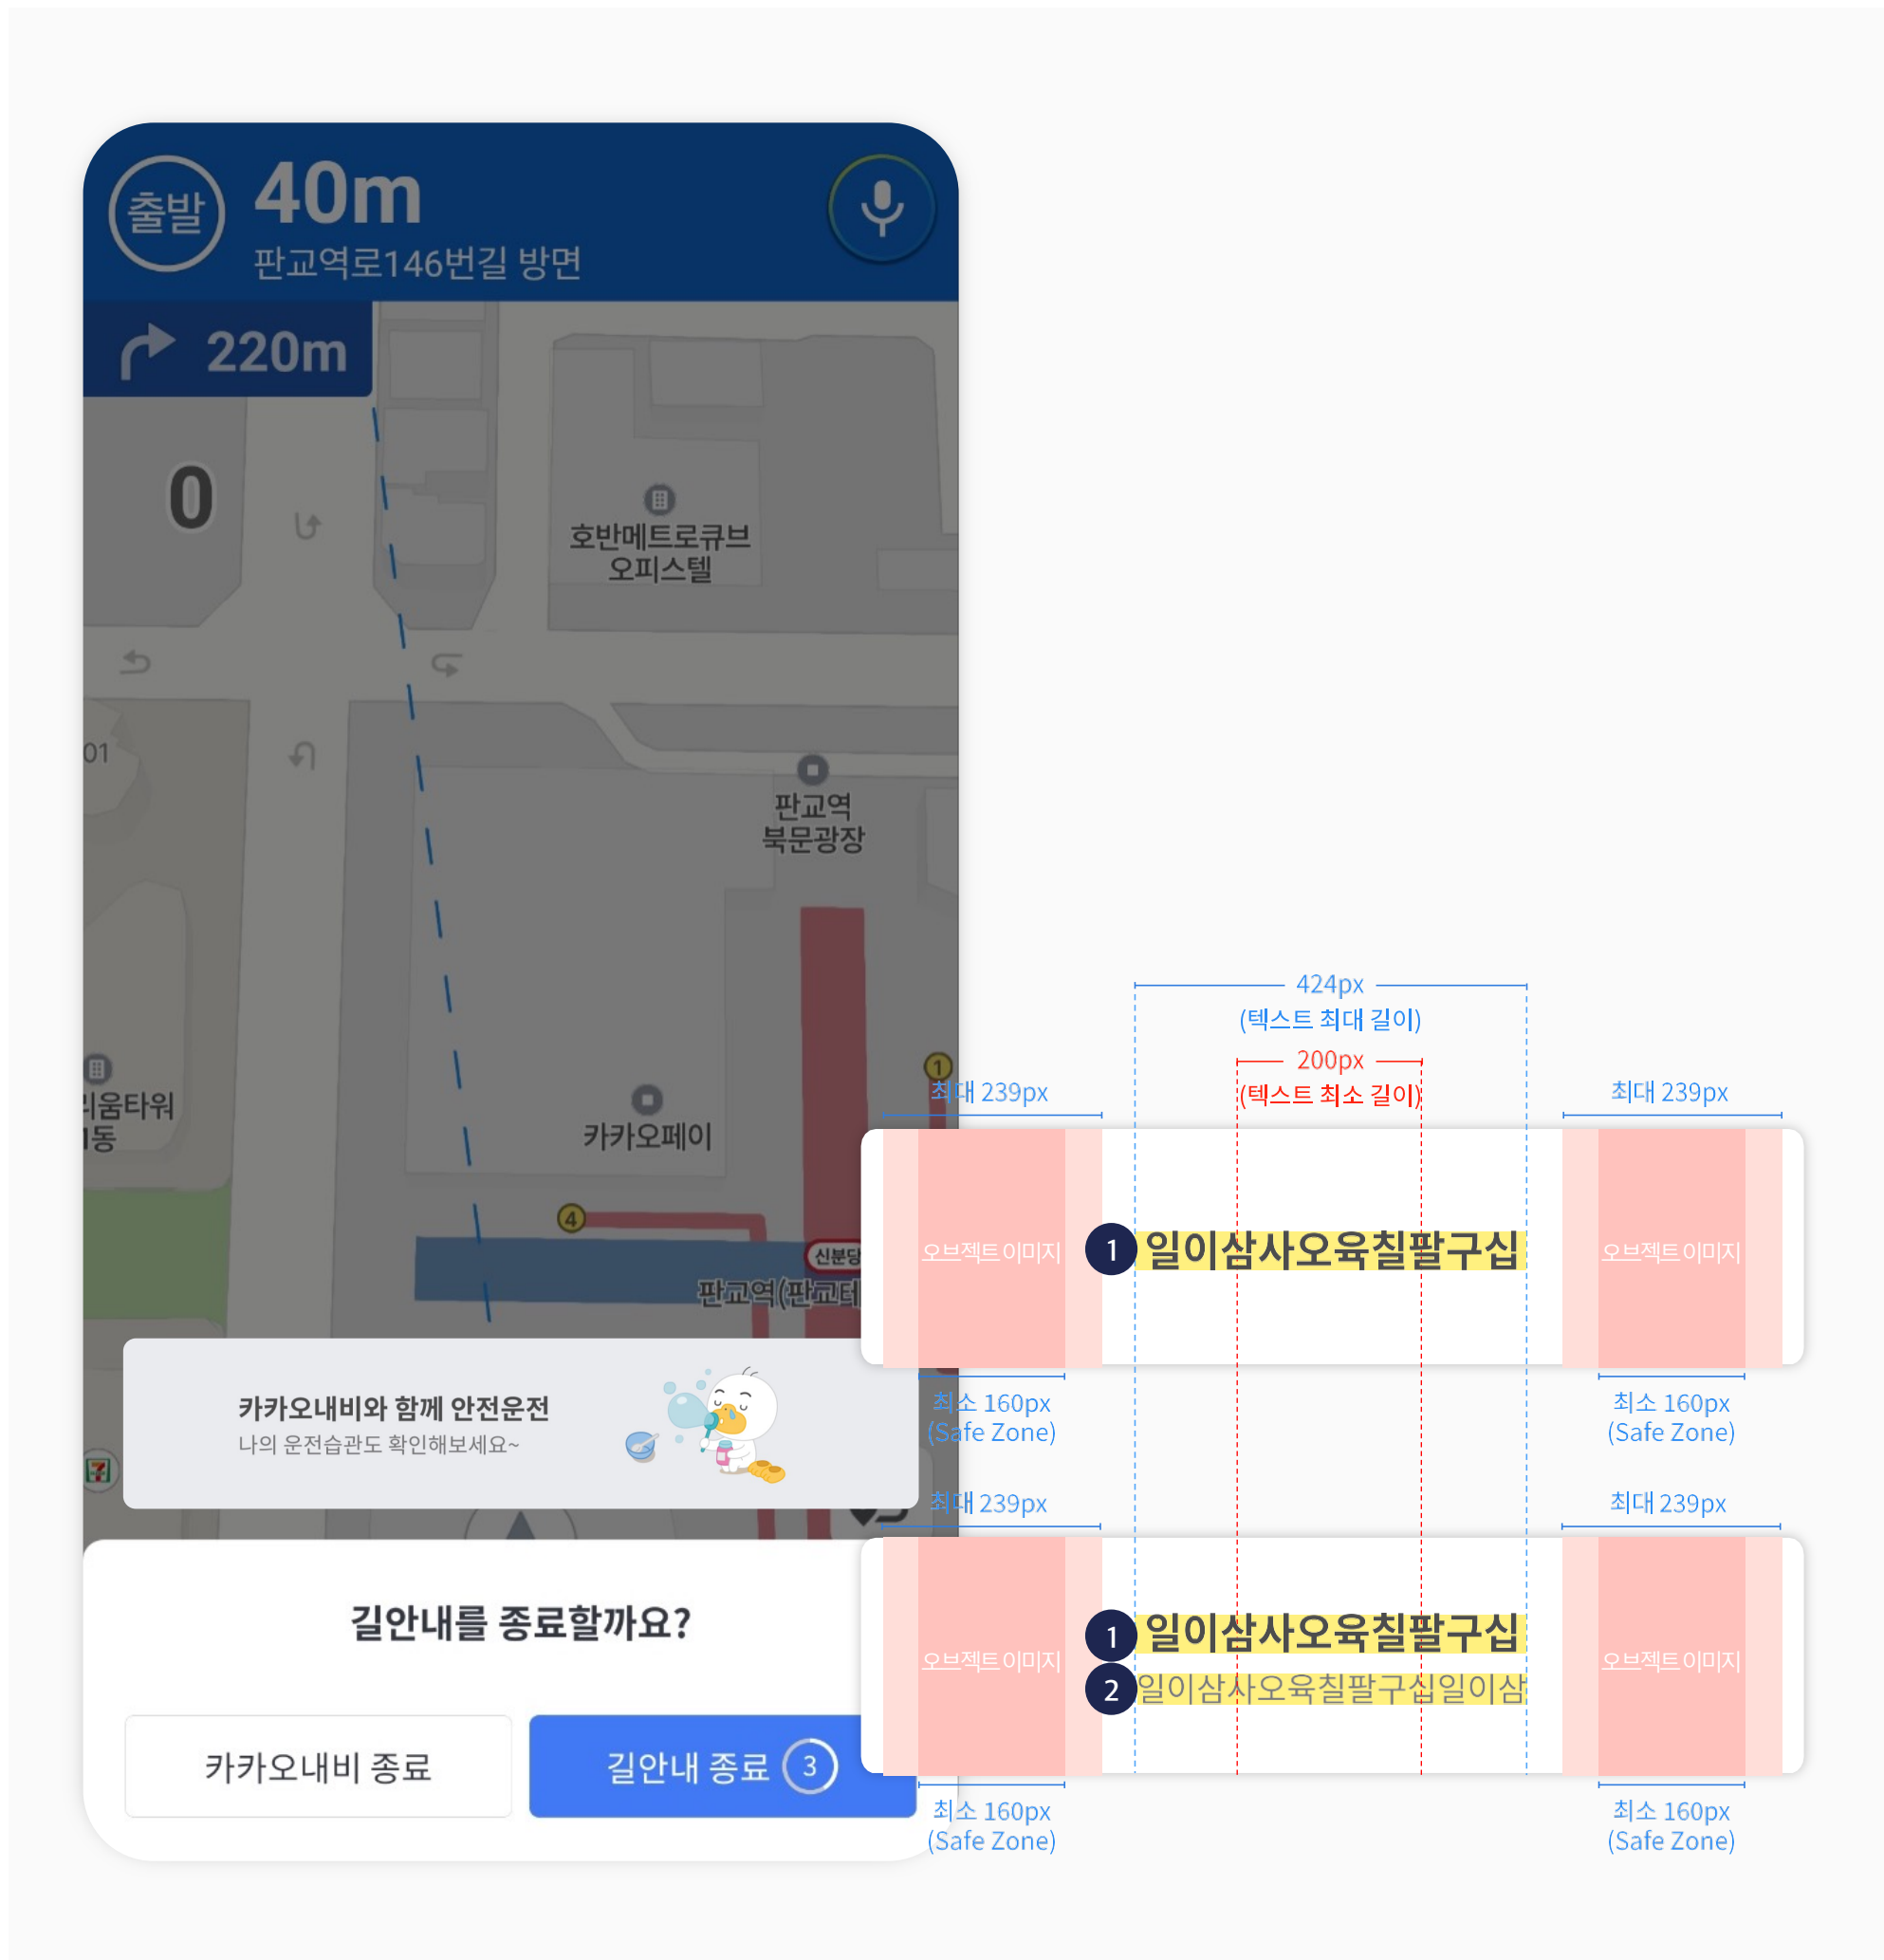 출발
40m
판교역로146번길 방면
220m
0
호반메트로큐브
오피스텔
01
판교역
북문광장
1
리움타워
1동
카카오페이
4
신분당
판교역(판교테
7
카카오내비와 함께 안전운전
나의 운전습관도 확인해보세요~
길안내를 종료할까요?
카카오내비 종료
길안내 종료 3
424px
(텍스트 최대 길이)
200px
(텍스트 최소 길이)
최대 239px
최대 239px
오브젝트 이미지
1 일이삼사오육칠팔구십
오브젝트 이미지
최소 160px
(Safe Zone)
최소 160px
(Safe Zone)
최대 239px
최대 239px
오브젝트 이미지
1 일이삼사오육칠팔구십
2 일이삼사오육칠팔구십일이삼
오브젝트 이미지
최소 160px
(Safe Zone)
최소 160px
(Safe Zone)